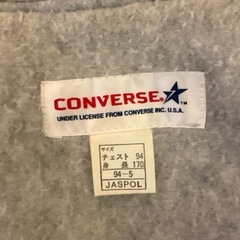 CONVERSE
TM
UNDER LICENSE FROM CONVERSE INC. U.S.A.
サイズ
チェスト 94
身長 170
94-5
JASPOL